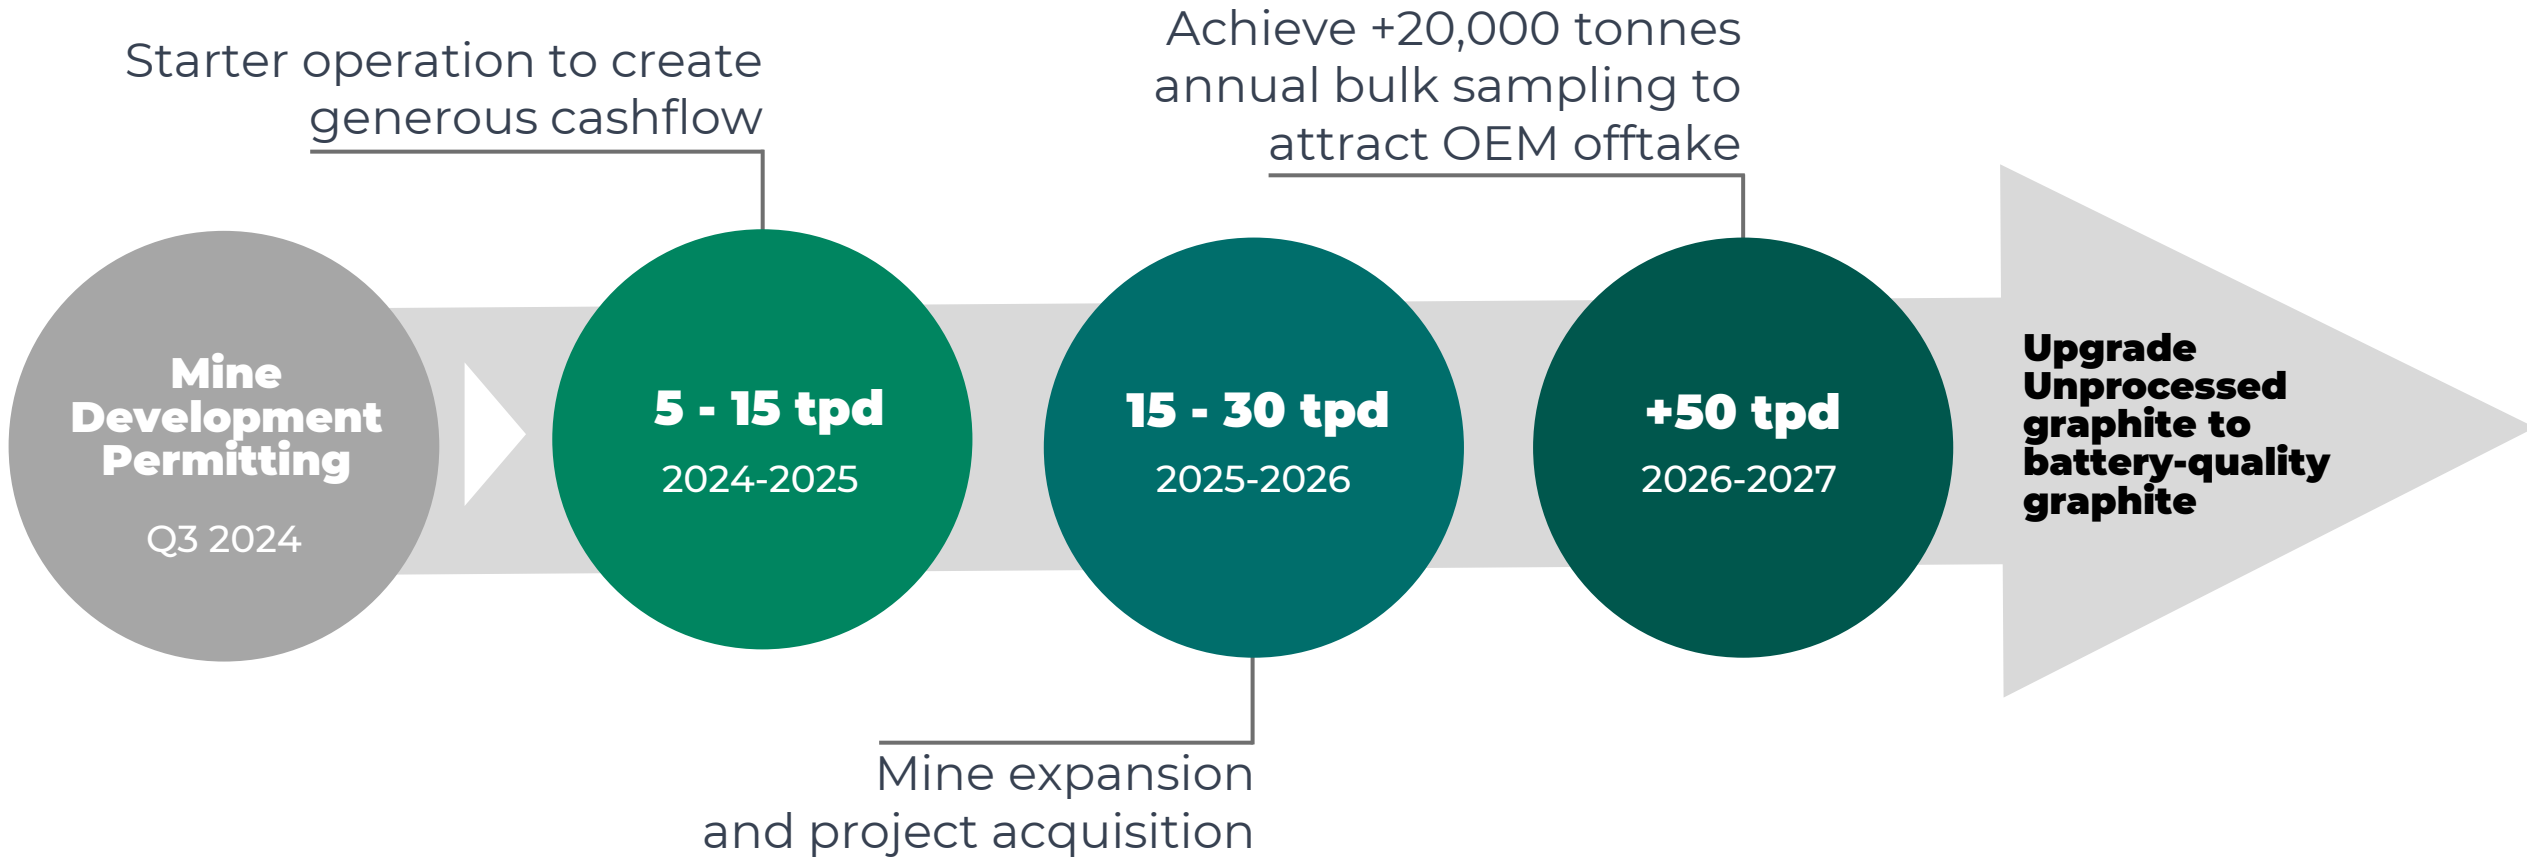 Starter operation to create
generous cashflow
Achieve +20,000 tonnes
annual bulk sampling to
attract OEM offtake
Mine
Development
Permitting
Q3 2024
5 - 15 tpd
2024-2025
15 - 30 tpd
2025-2026
+50 tpd
2026-2027
Upgrade
Unprocessed
graphite to
battery-quality
graphite
Mine expansion
and project acquisition